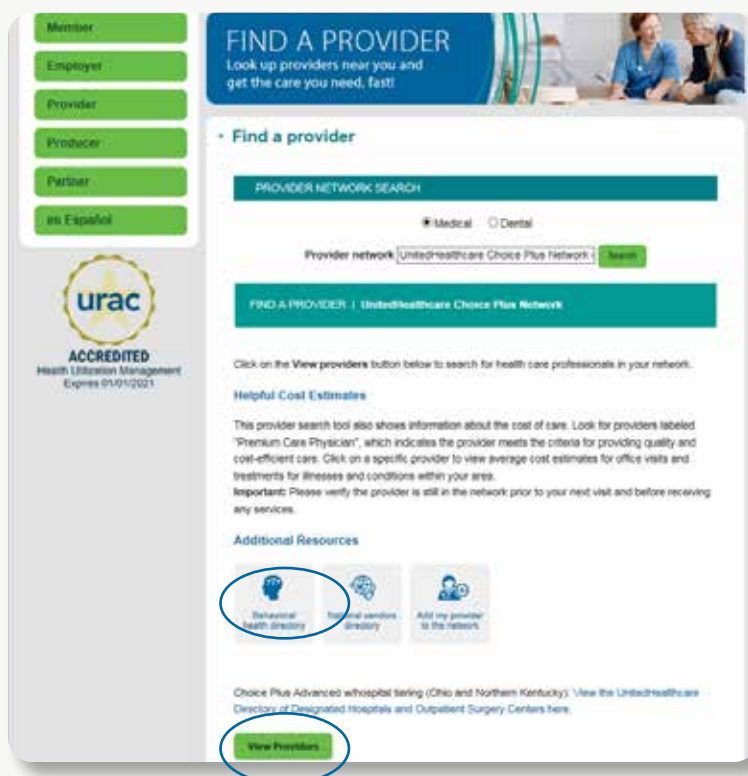 Member
Employer
Provider
Producer
Partner
en Español
urac
ACCREDITED
Health Utilization Management
Expires 01/01/2021
FIND A PROVIDER
Look up providers near you and
get the care you need, fast!
Find a provider
PROVIDER NETWORK SEARCH
Medical
Dental
Provider network
UnitedHealthcare Choice Plus Network
Search
FIND A PROVIDER | UnitedHealthcare Choice Plus Network
Click on the View providers button below to search for health care professionals in your network.
Helpful Cost Estimates
This provider search tool also shows information about the cost of care. Look for providers labeled
"Premium Care Physician", which indicates the provider meets the criteria for providing quality and
cost-efficient care. Click on a specific provider to view average cost estimates for office visits and
treatments for illnesses and conditions within your area.
Important: Please verify the provider is still in the network prior to your next visit and before receiving
any services.
Additional Resources
Behavioral
health directory
National vendors
directory
Add my provider
to the network
Choice Plus Advanced w/hospital tiering (Ohio and Northern Kentucky): View the UnitedHealthcare
Directory of Designated Hospitals and Outpatient Surgery Centers here.
View Providers